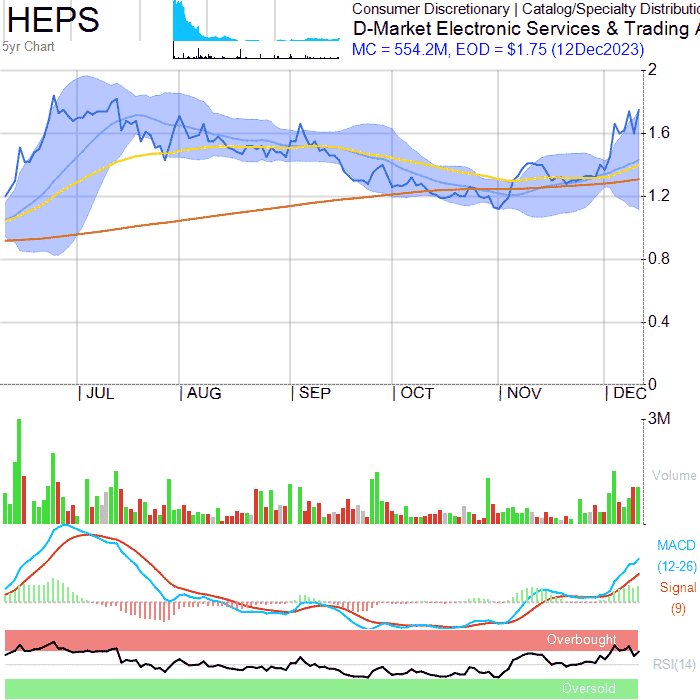 HEPS
5yr Chart
Consumer Discretionary | Catalog/Specialty Distributio
D-Market Electronic Services & Trading A
MC = 554.2M, EOD = $1.75 (12Dec2023)
2
1.6
1.2
0.8
0.4
0
| JUL | AUG | SEP | OCT | NOV | DEC
3M
Volume
MACD
(12-26)
Signal
(9)
Overbought
RSI(14)
Oversold